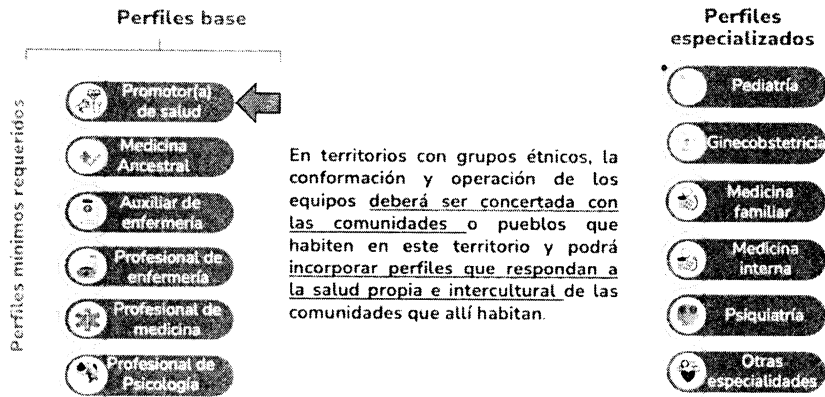 Perfiles base
Perfiles mínimos requeridos
Promotor(a)
de salud
Medicina
Ancestral
Auxiliar de
enfermería
Profesional de
enfermería
Profesional de
medicina
Profesional de
Psicología
En territorios con grupos étnicos, la
conformación y operación de los
equipos deberá ser concertada con
las comunidades o pueblos que
habiten en este territorio y podrá
incorporar perfiles que respondan a
la salud propia e intercultural de las
comunidades que allí habitan.
Perfiles
especializados
Pediatría
Ginecobstetricia
Medicina
familiar
Medicina
interna
Psiquiatría
Otras
especialidades